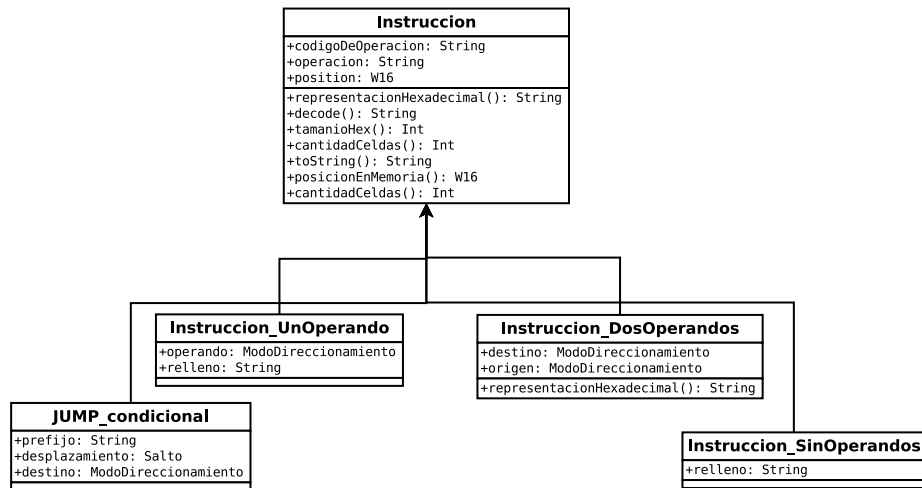 Instruccion
+codigoDeOperacion: String
+operacion: String
+position: W16
+representacionHexadecimal(): String
+decode(): String
+tamanioHex(): Int
+cantidadCeldas(): Int
+toString(): String
+posicionEnMemoria(): W16
+cantidadCeldas(): Int
Instruccion_UnOperando
+operando: ModoDireccionamiento
+relleno: String
Instruccion_DosOperandos
+destino: ModoDireccionamiento
+origen: ModoDireccionamiento
+representacionHexadecimal(): String
JUMP_condicional
+prefijo: String
+desplazamiento: Salto
+destino: ModoDireccionamiento
Instruccion_SinOperandos
+relleno: String